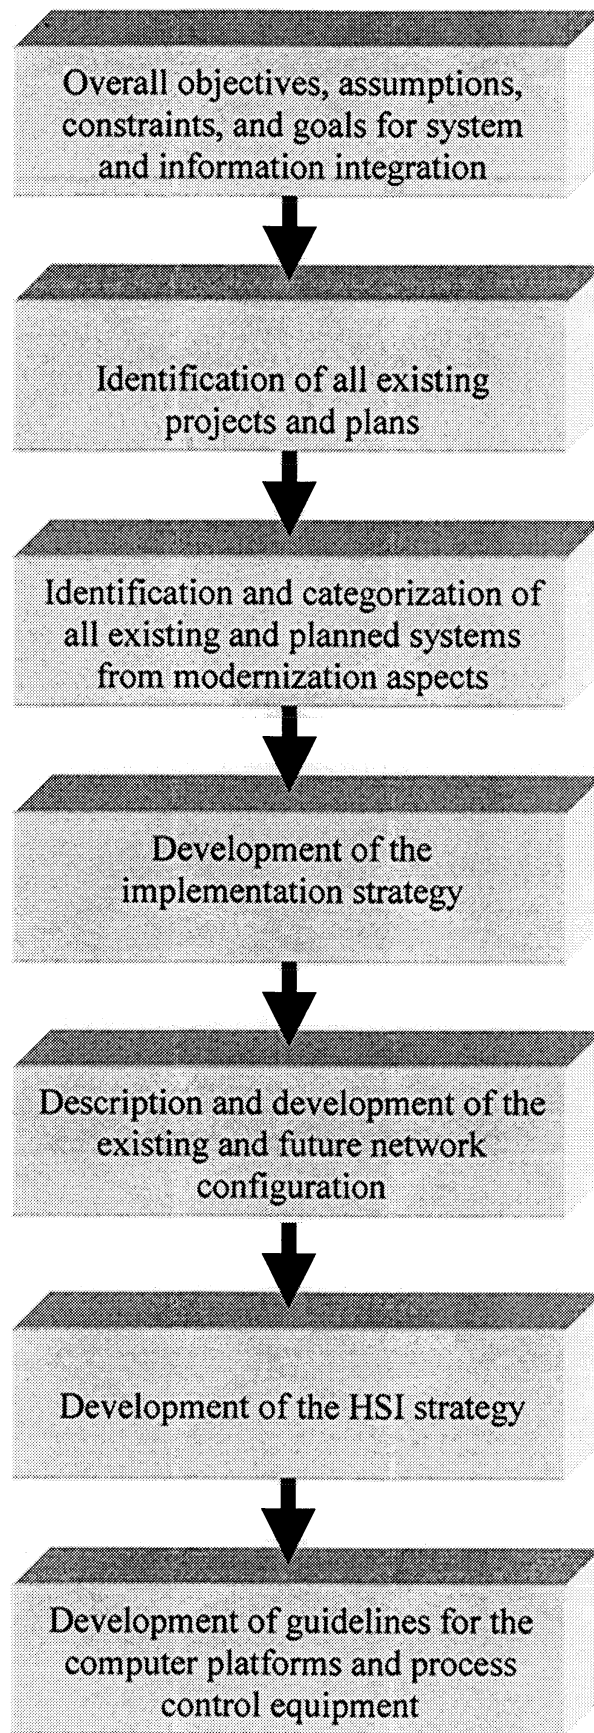 Overall objectives, assumptions,
constraints, and goals for system
and information integration
Identification of all existing
projects and plans
Identification and categorization of
all existing and planned systems
from modernization aspects
Development of the
implementation strategy
Description and development of the
existing and future network
configuration
Development of the HSI strategy
Development of guidelines for the
computer platforms and process
control equipment